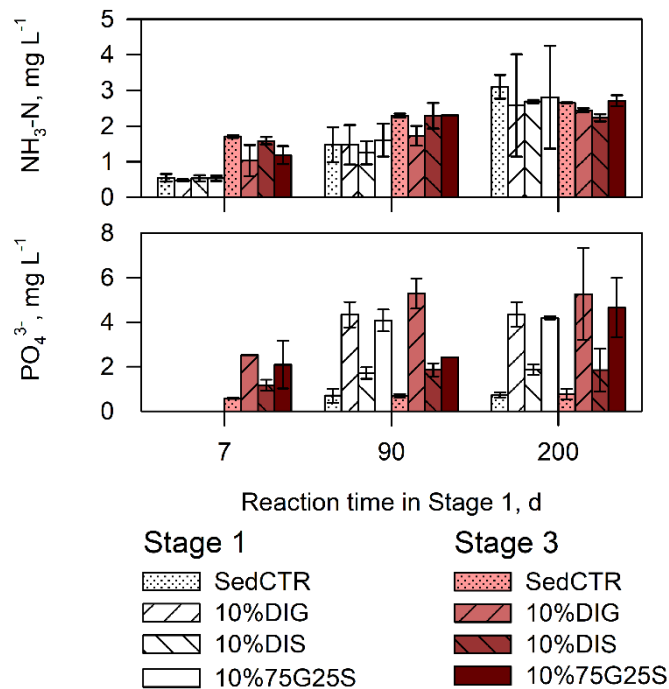 5
4
3
2
1
0
NH₃-N, mg L⁻¹
8
6
4
2
0
PO₄³⁻, mg L⁻¹
7 90 200
Reaction time in Stage 1, d
Stage 1 Stage 3
SedCTR SedCTR
10%DIG 10%DIG
10%DIS 10%DIS
10%75G25S 10%75G25S